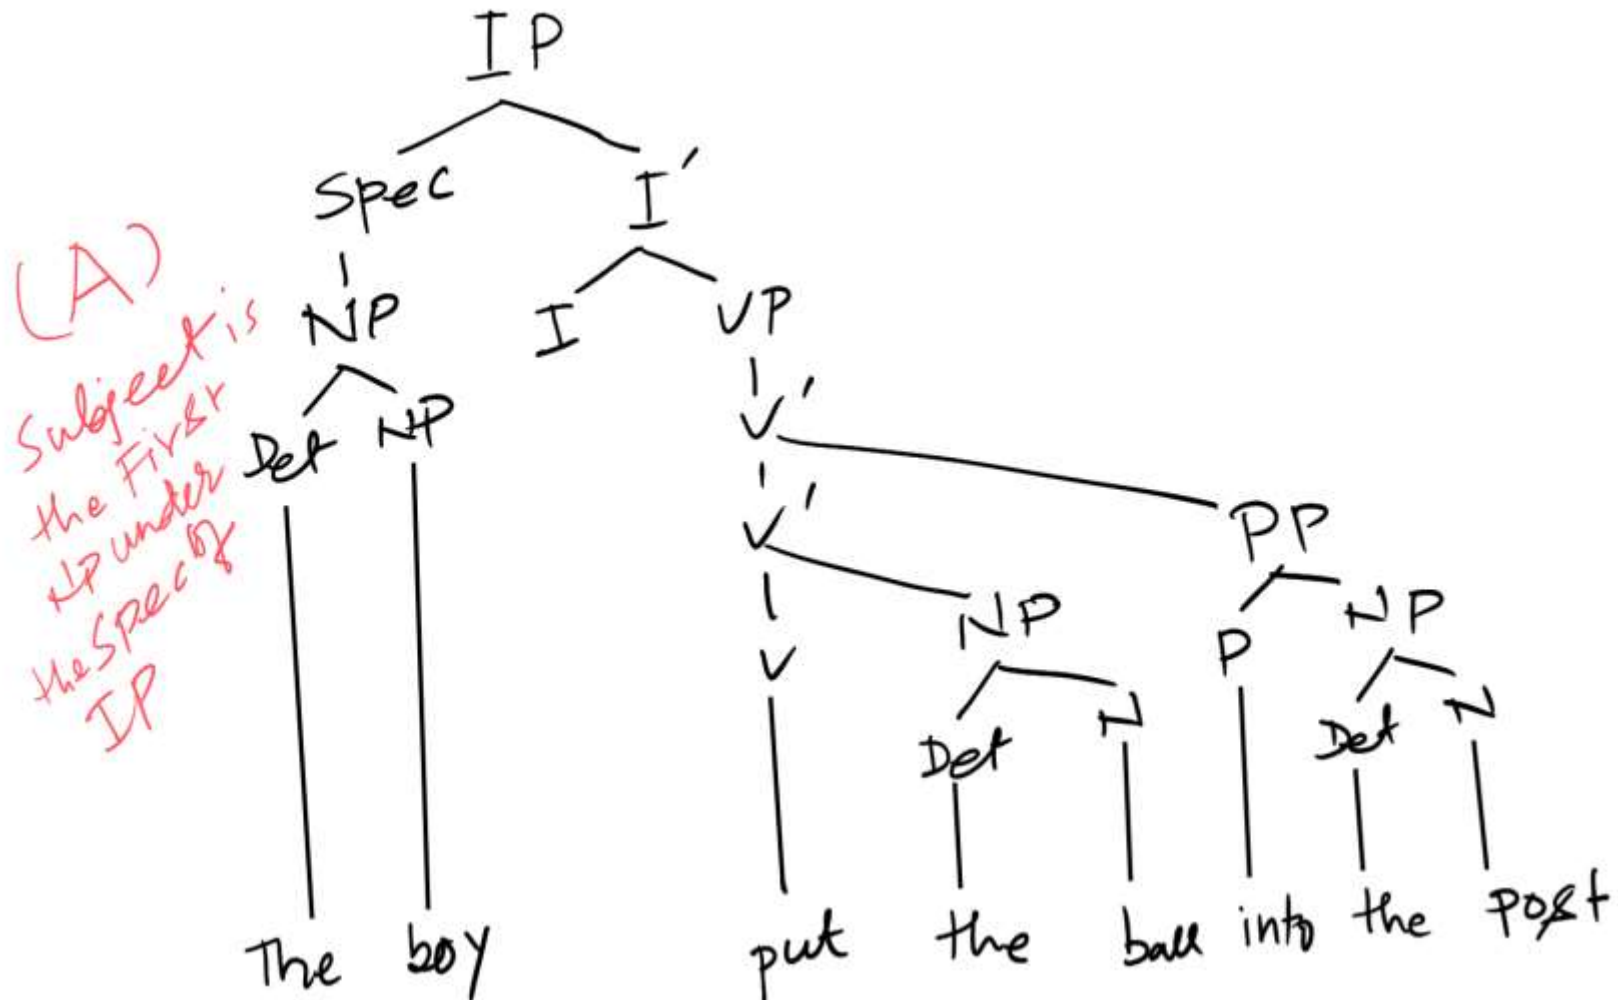 IP
Spec I'
(A)
Subject is
the First
NP under
the Spec of
IP
NP
I VP
Det NP
V'
V' PP
NP P NP
V
Det N Det N
The boy put the ball into the post